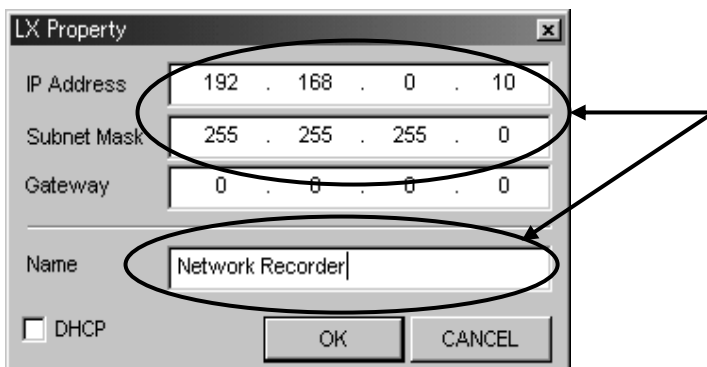 LX Property
IP Address 192 . 168 . 0 . 10
Subnet Mask 255 . 255 . 255 . 0
Gateway 0 . 0 . 0 . 0
Name Network Recorder
DHCP OK CANCEL